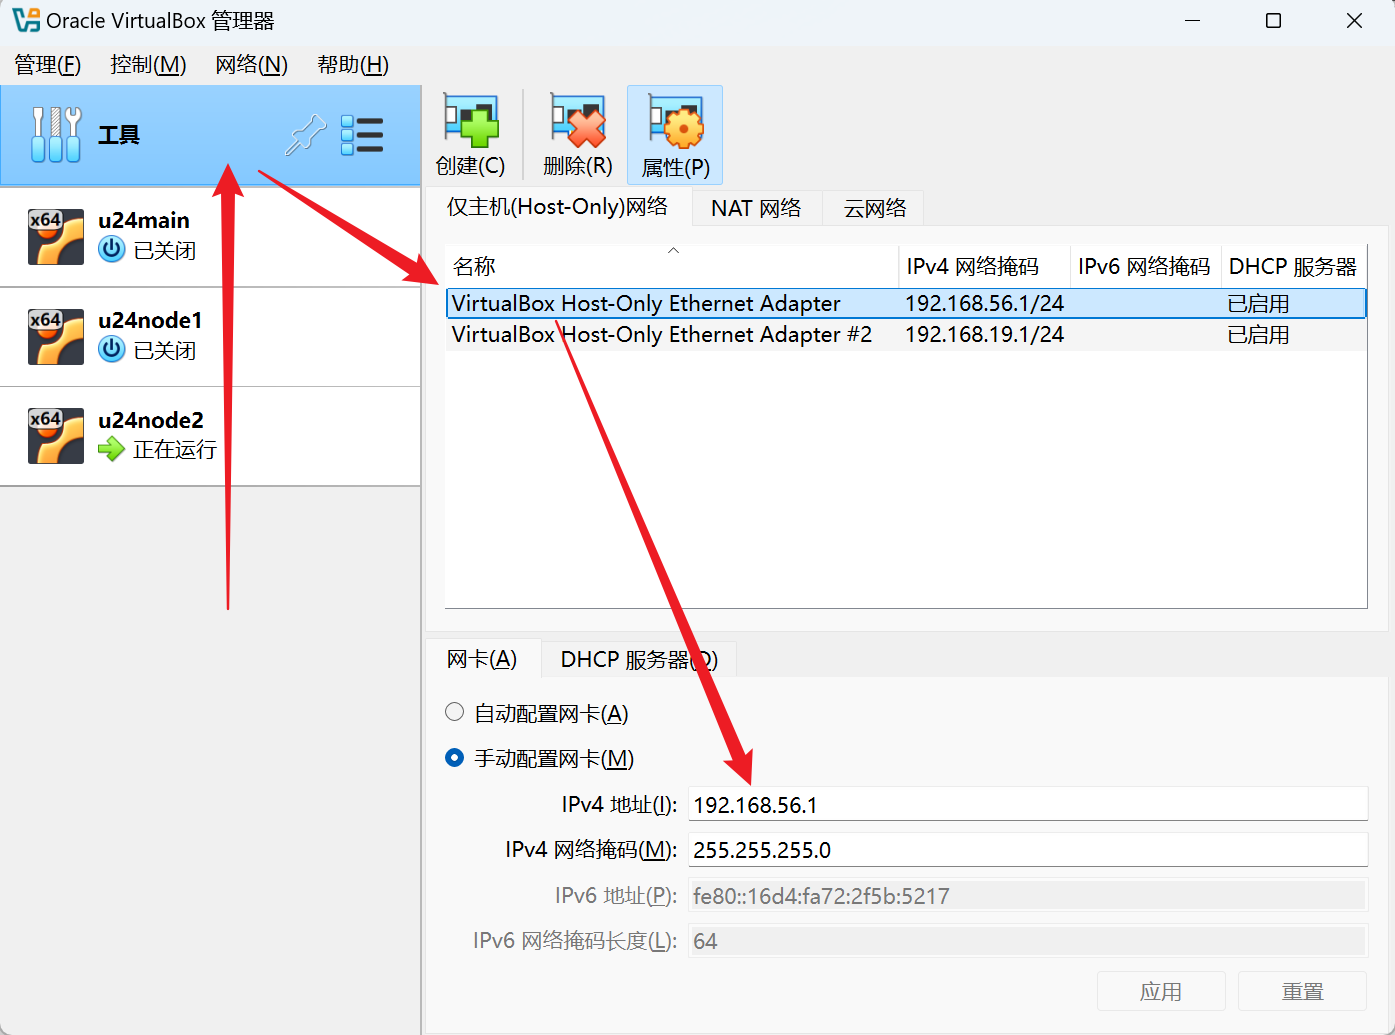 Oracle VirtualBox 管理器
管理(F) 控制(M) 网络(N) 帮助(H)
工具
x64
u24main
已关闭
x64
u24node1
已关闭
x64
u24node2
正在运行
创建(C) 删除(R) 属性(P)
仅主机(Host-Only)网络 NAT 网络 云网络
名称 IPv4 网络掩码 IPv6 网络掩码 DHCP 服务器
VirtualBox Host-Only Ethernet Adapter 192.168.56.1/24 已启用
VirtualBox Host-Only Ethernet Adapter #2 192.168.19.1/24 已启用
网卡(A) DHCP 服务器(D)
自动配置网卡(A)
手动配置网卡(M)
IPv4 地址(I): 192.168.56.1
IPv4 网络掩码(M): 255.255.255.0
IPv6 地址(P): fe80::16d4:fa72:2f5b:5217
IPv6 网络掩码长度(L): 64
应用 重置